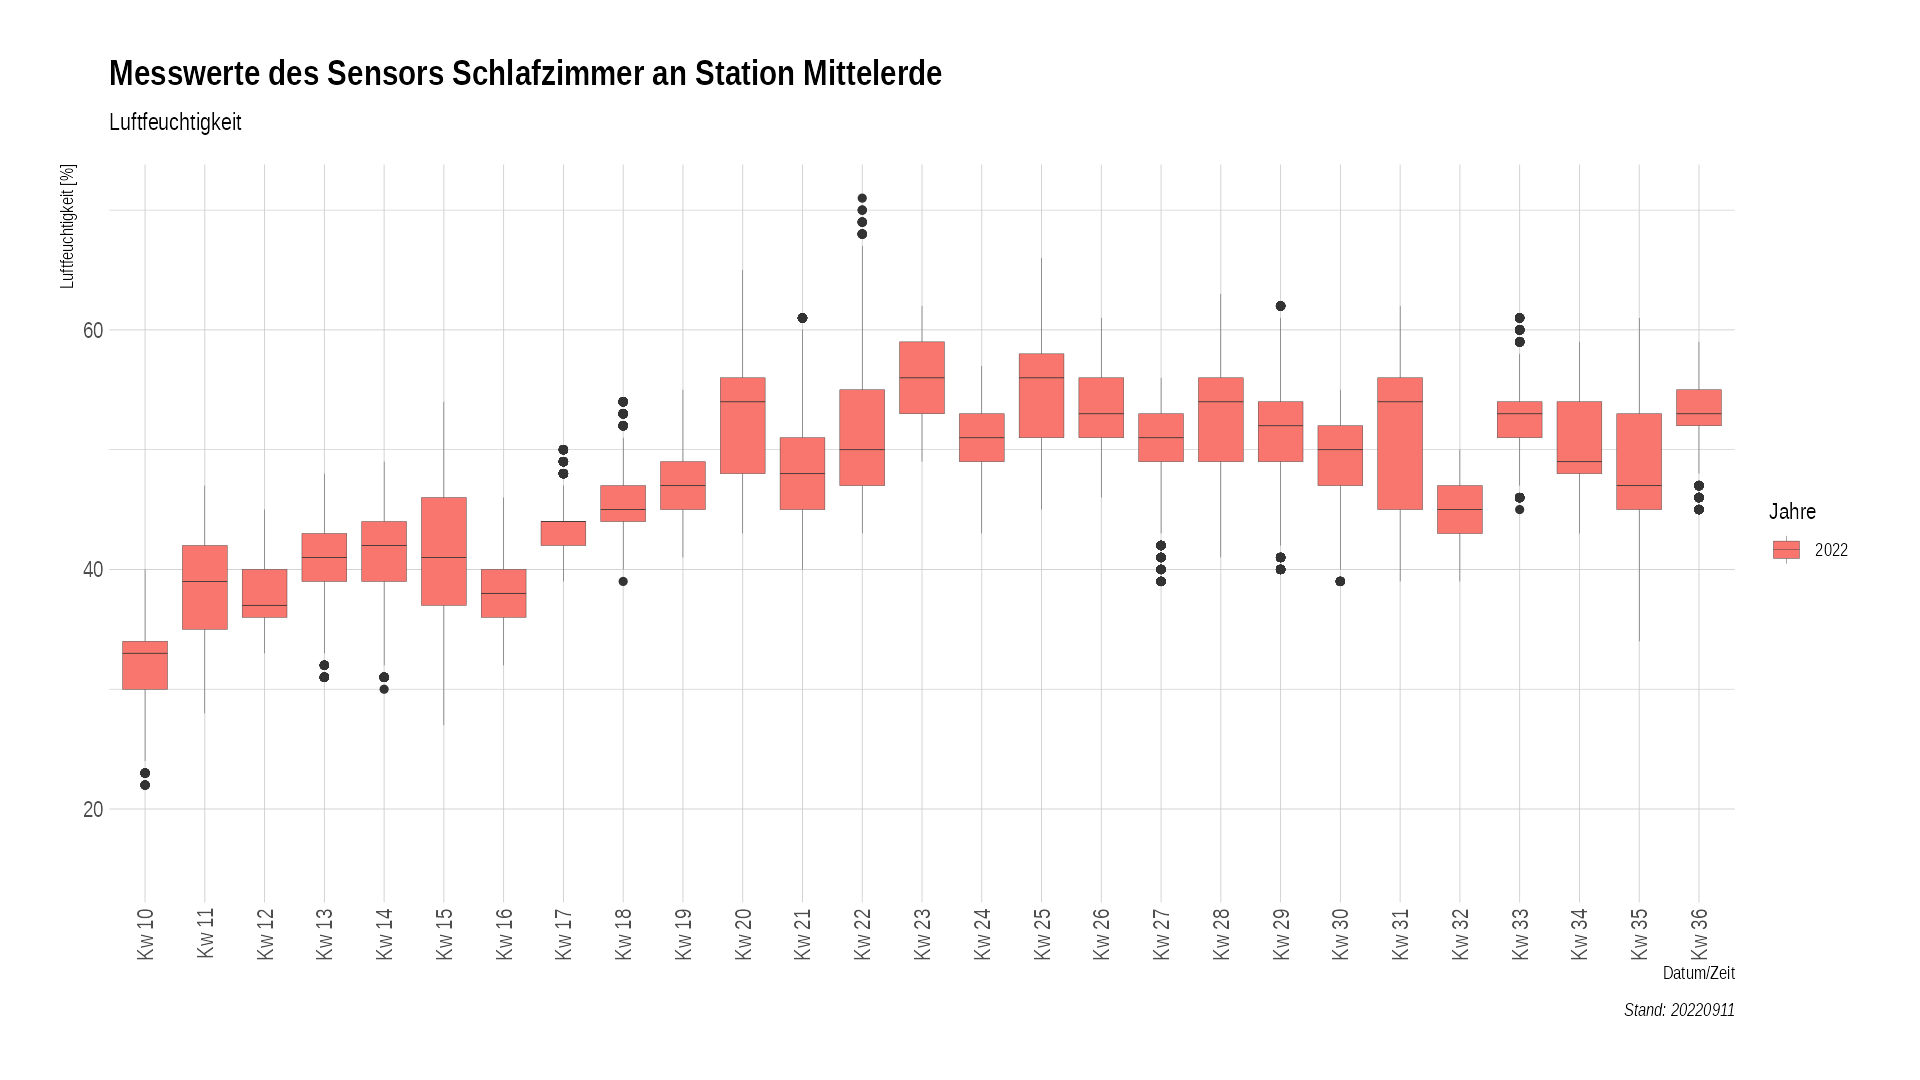 Messwerte des Sensors Schlafzimmer an Station Mittelerde
Luftfeuchtigkeit
Luftfeuchtigkeit [%]
60
40
20
Kw 10
Kw 11
Kw 12
Kw 13
Kw 14
Kw 15
Kw 16
Kw 17
Kw 18
Kw 19
Kw 20
Kw 21
Kw 22
Kw 23
Kw 24
Kw 25
Kw 26
Kw 27
Kw 28
Kw 29
Kw 30
Kw 31
Kw 32
Kw 33
Kw 34
Kw 35
Kw 36
Datum/Zeit
Jahre
2022
Stand: 20220911